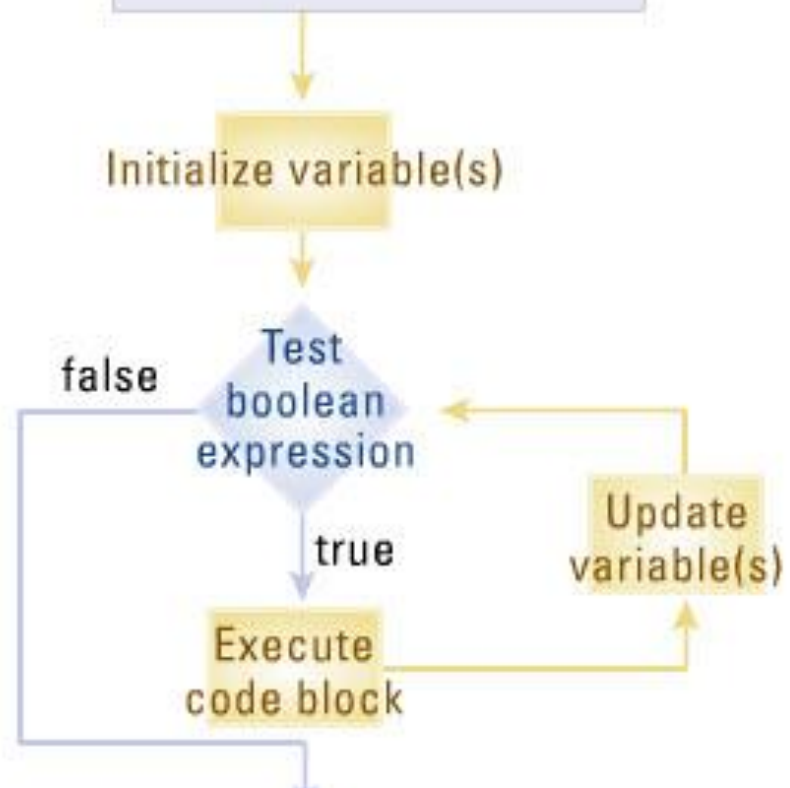 Initialize variable(s)
Test
boolean
expression
false
true
Update
variable(s)
Execute
code block